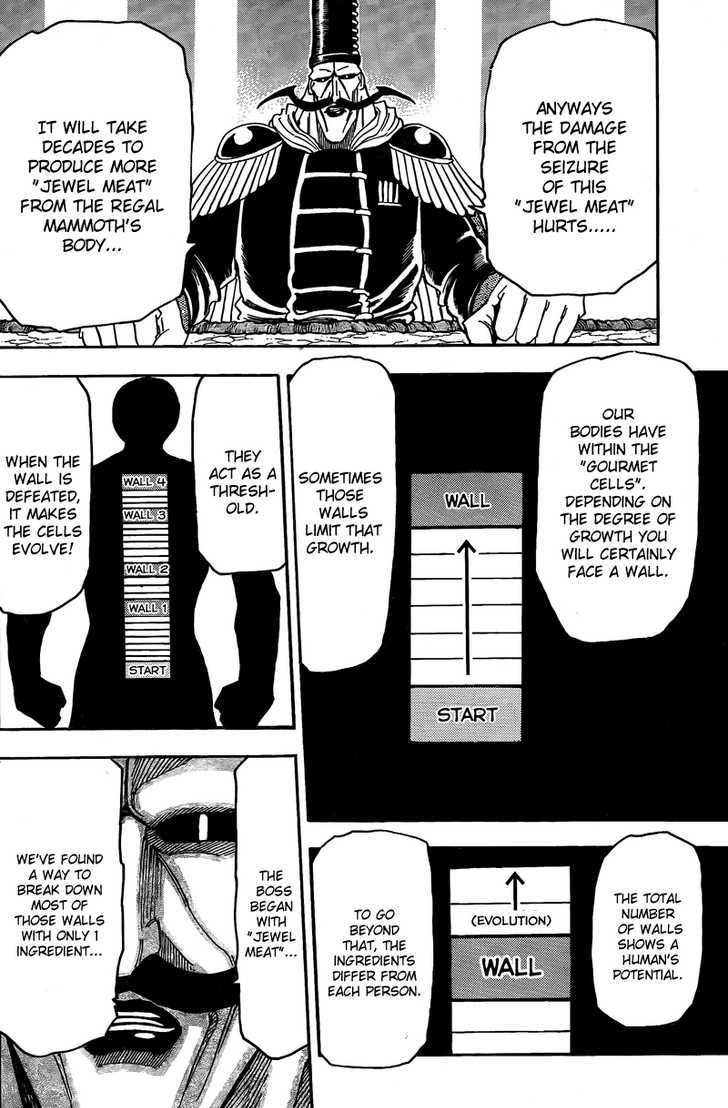 ANYWAYS
THE DAMAGE
FROM THE
SEIZURE
OF THIS
"JEWEL MEAT"
HURTS.....
IT WILL TAKE
DECADES TO
PRODUCE MORE
"JEWEL MEAT"
FROM THE REGAL
MAMMOTH'S
BODY...
OUR
BODIES HAVE
WITHIN THE
"GOURMET
CELLS".
DEPENDING ON
THE DEGREE OF
GROWTH YOU
WILL CERTAINLY
FACE A WALL.
WALL
START
SOMETIMES
THOSE
WALLS
LIMIT THAT
GROWTH.
THEY
ACT AS A
THRESH-
OLD.
WALL 4
WALL 3
WALL 2
WALL 1
START
WHEN THE
WALL IS
DEFEATED,
IT MAKES
THE CELLS
EVOLVE!
THE TOTAL
NUMBER
OF WALLS
SHOWS A
HUMAN'S
POTENTIAL.
(EVOLUTION)
WALL
TO GO
BEYOND
THAT, THE
INGREDIENTS
DIFFER FROM
EACH PERSON.
THE
BOSS
BEGAN
WITH
"JEWEL
MEAT"...
WE'VE FOUND
A WAY TO
BREAK DOWN
MOST OF
THOSE WALLS
WITH ONLY 1
INGREDIENT...